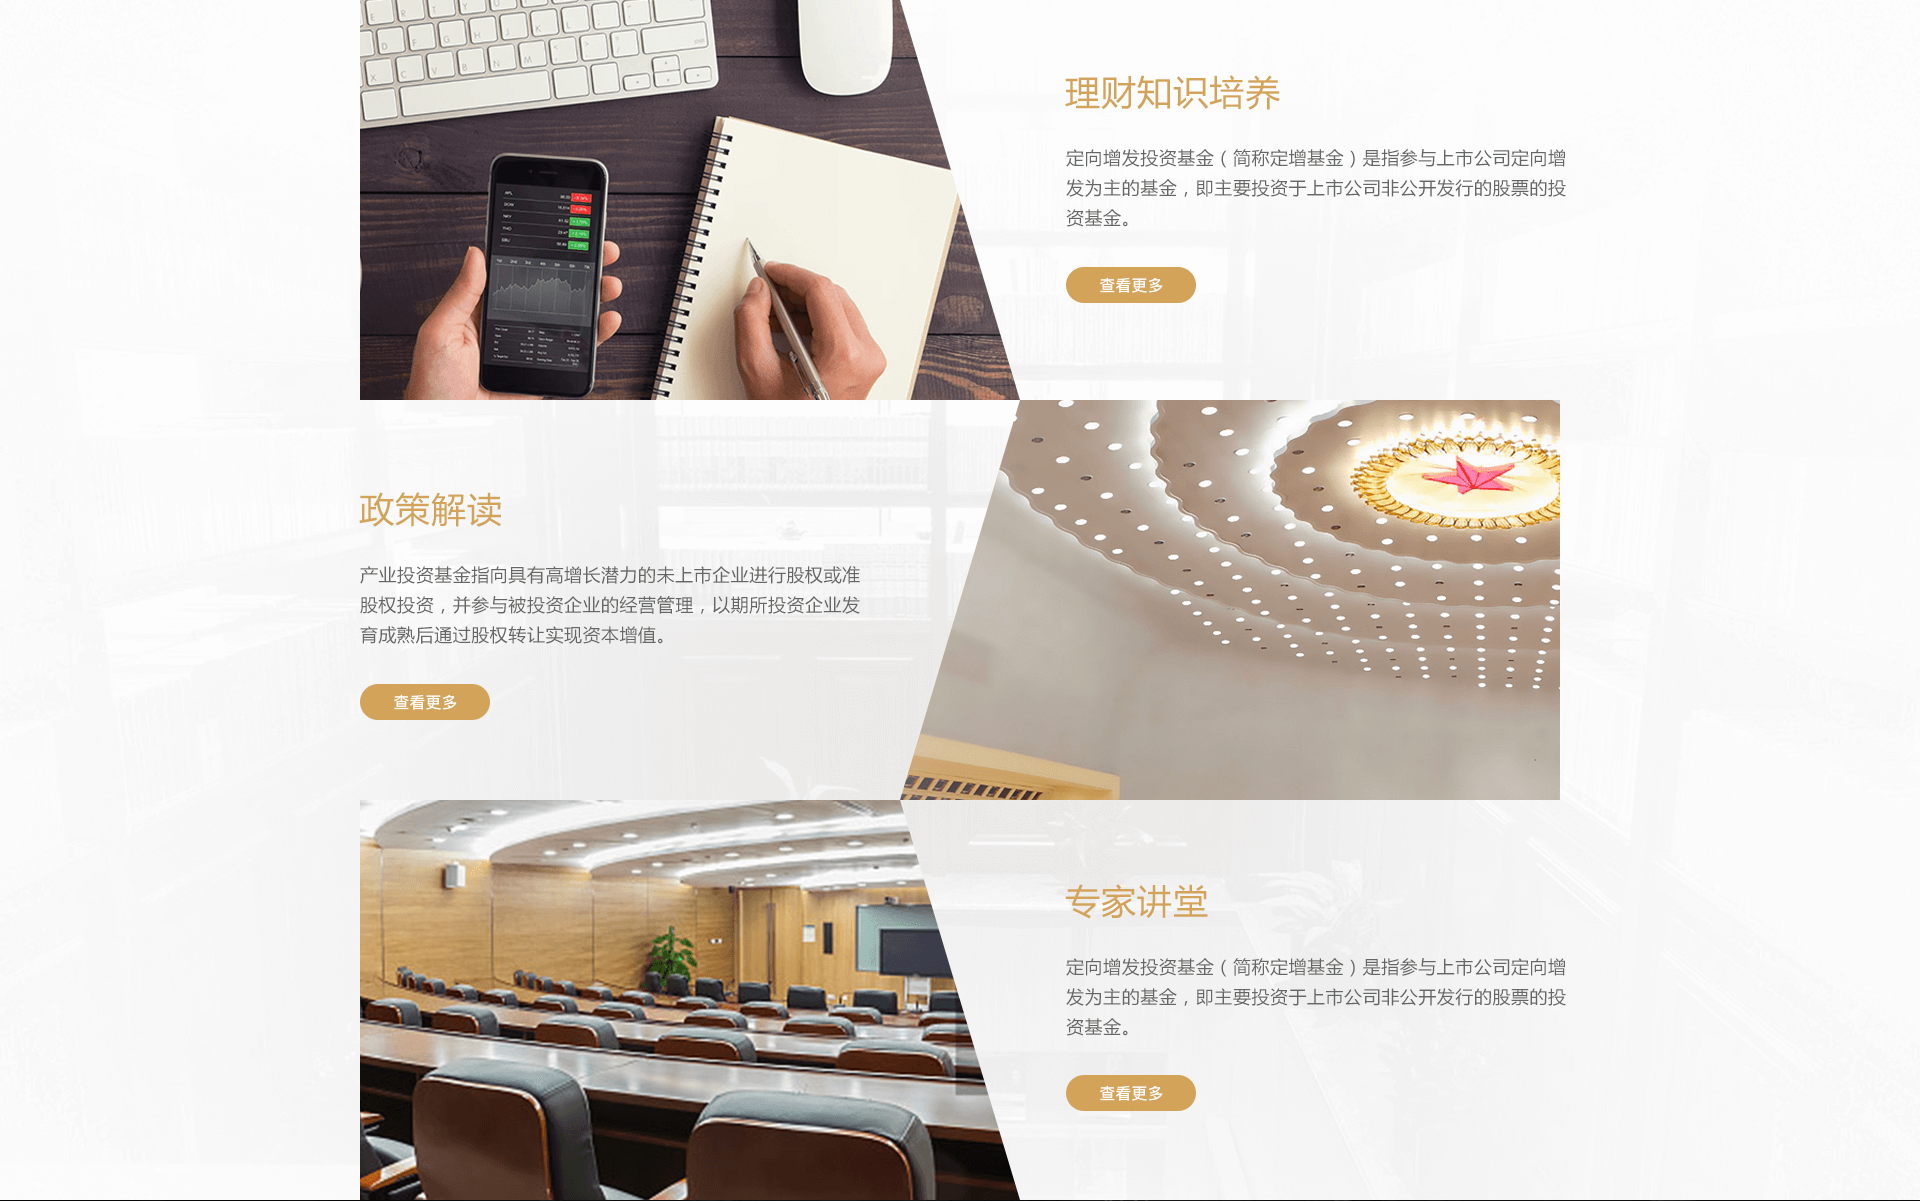 理财知识培养
定向增发投资基金（简称定增基金）是指参与上市公司定向增
发为主的基金，即主要投资于上市公司非公开发行的股票的投
资基金。
查看更多
政策解读
产业投资基金指向具有高增长潜力的未上市企业进行股权或准
股权投资，并参与被投资企业的经营管理，以期所投资企业发
育成熟后通过股权转让实现资本增值。
查看更多
专家讲堂
定向增发投资基金（简称定增基金）是指参与上市公司定向增
发为主的基金，即主要投资于上市公司非公开发行的股票的投
资基金。
查看更多